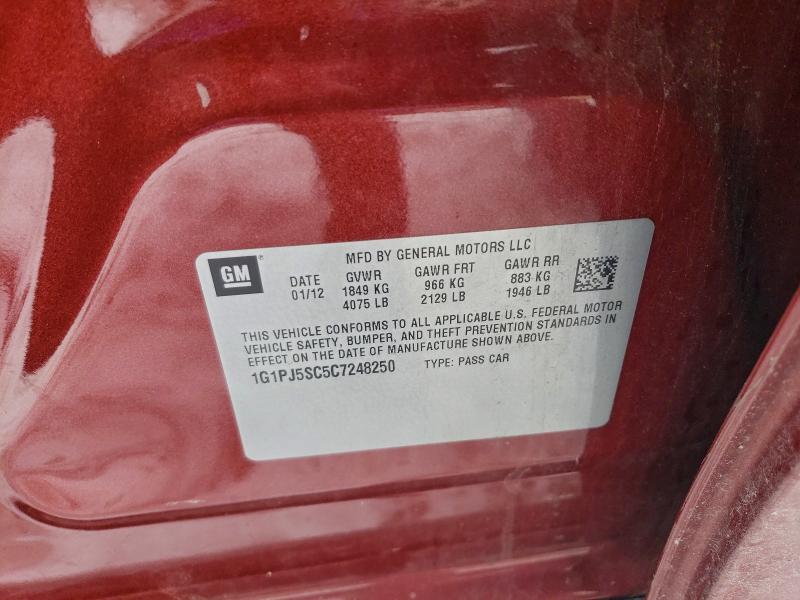 GM®
MFD BY GENERAL MOTORS LLC
DATE GVWR GAWR FRT GAWR RR
01/12 1849 KG 966 KG 883 KG
4075 LB 2129 LB 1946 LB
THIS VEHICLE CONFORMS TO ALL APPLICABLE U.S. FEDERAL MOTOR
VEHICLE SAFETY, BUMPER, AND THEFT PREVENTION STANDARDS IN
EFFECT ON THE DATE OF MANUFACTURE SHOWN ABOVE.
1G1PJ5SC5C7248250 TYPE: PASS CAR